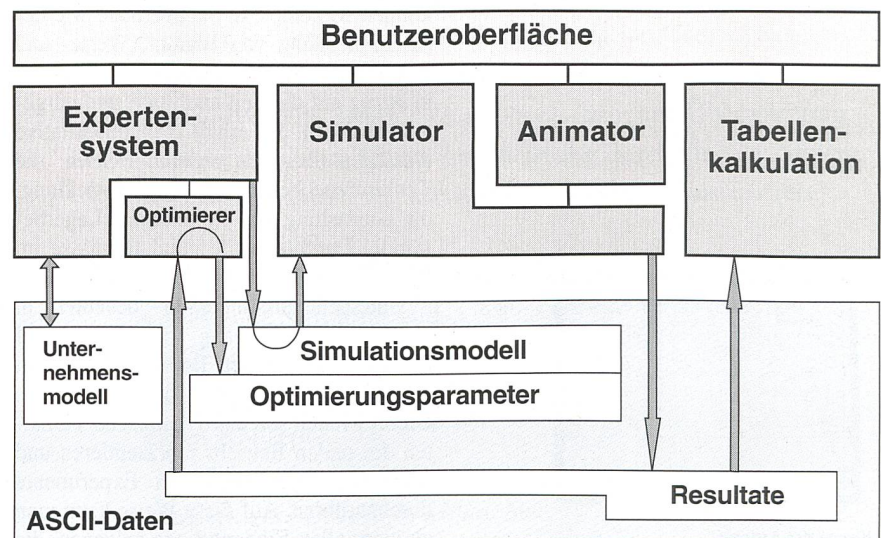 Benutzeroberfläche
Experten-
system
Simulator
Animator
Tabellen-
kalkulation
Optimierer
Unter-
nehmens-
modell
Simulationsmodell
Optimierungsparameter
Resultate
ASCII-Daten